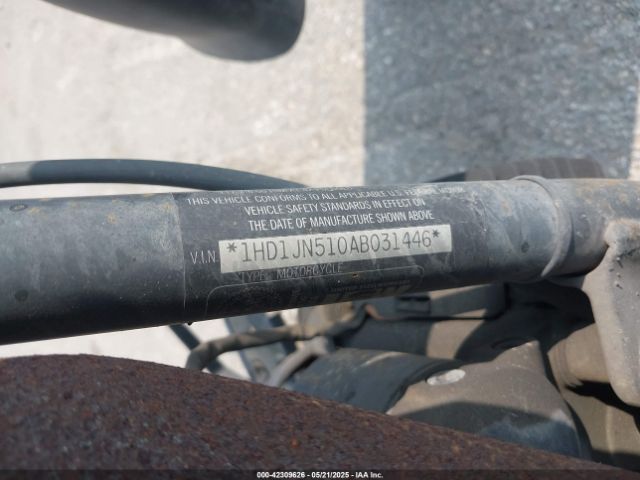 THIS VEHICLE CONFORMS TO ALL APPLICABLE U.S. FEDERAL MOTOR
VEHICLE SAFETY STANDARDS IN EFFECT ON
THE DATE OF MANUFACTURE SHOWN ABOVE
V.I.N. *1HD1JN510AB031446*
TYPE: MOTORCYCLE
000-42309626 - 05/21/2025 - IAA Inc.